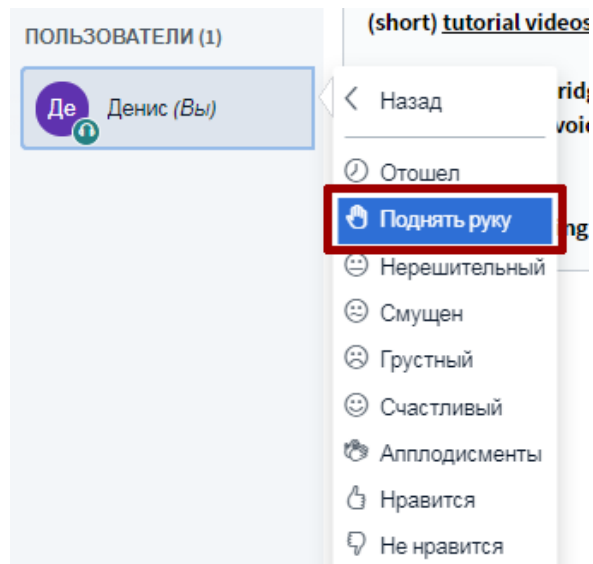 ПОЛЬЗОВАТЕЛИ (1)
(short) tutorial videos
Де
Денис (Вы)
Назад
Отошел
Поднять руку
Нерешительный
Смущен
Грустный
Счастливый
Апплодисменты
Нравится
Не нравится